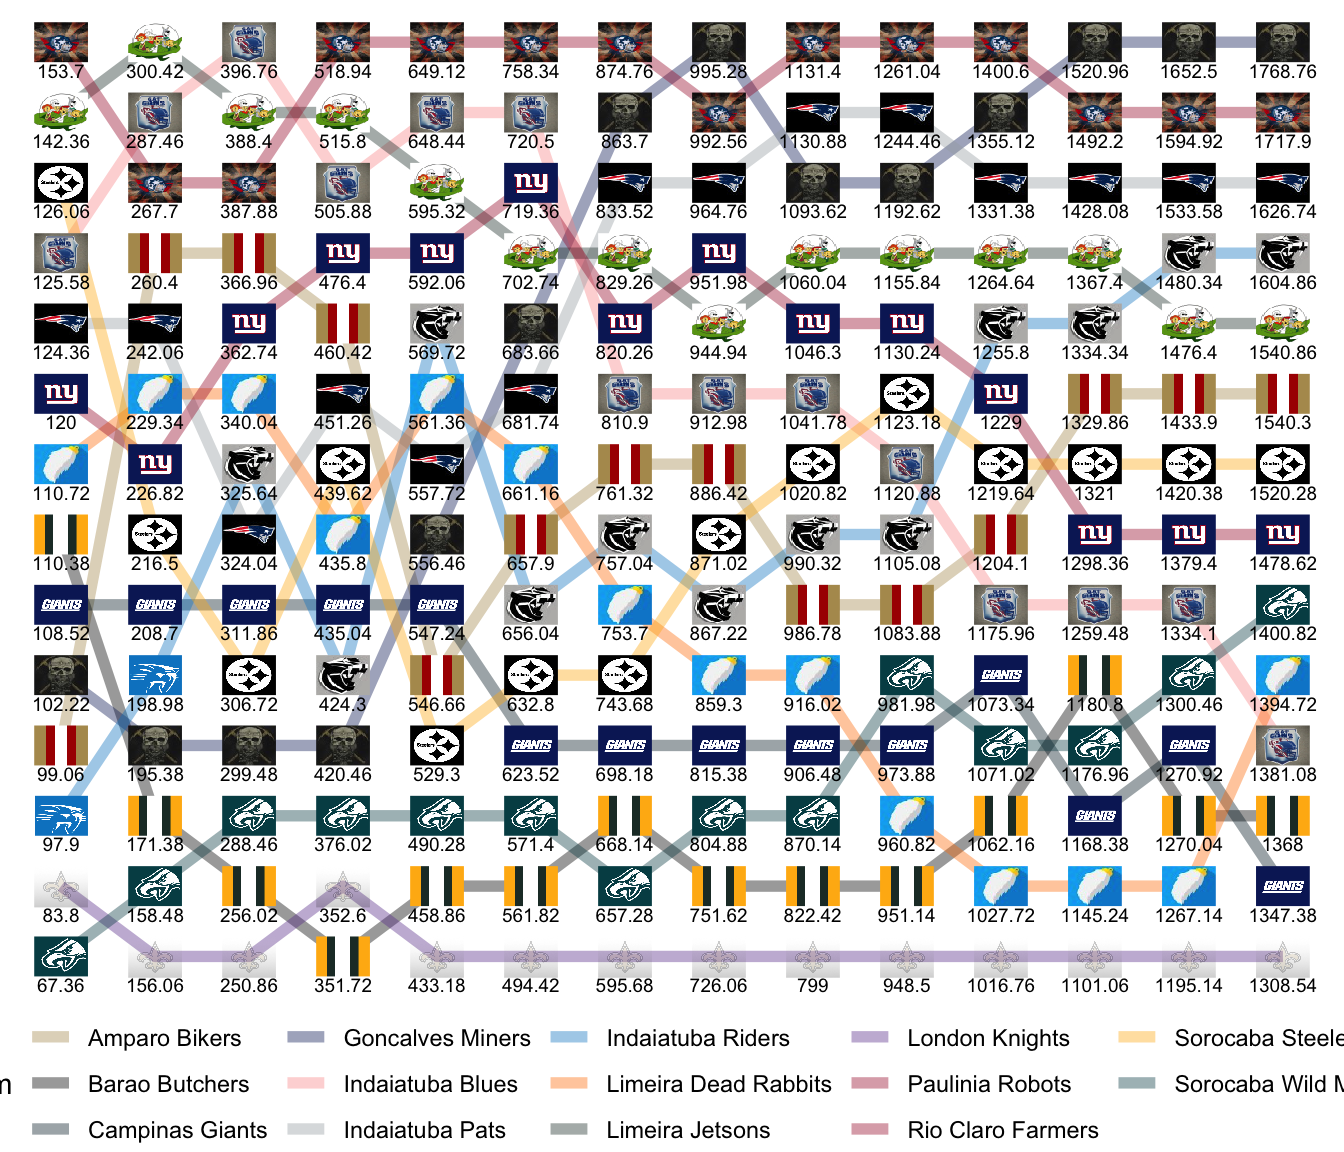 153.7 300.42 396.76 518.94 649.12 758.34 874.76 995.28 1131.4 1261.04 1400.6 1520.96 1652.5 1768.76
142.36 287.46 388.4 515.8 648.44 720.5 863.7 992.56 1130.88 1244.46 1355.12 1492.2 1594.92 1717.9
126.06 267.7 387.88 505.88 595.32 719.36 833.52 964.76 1093.62 1192.62 1331.38 1428.08 1533.58 1626.74
125.58 260.4 366.96 476.4 592.06 702.74 829.26 951.98 1060.04 1155.84 1264.64 1367.4 1480.34 1604.86
124.36 242.06 362.74 460.42 569.72 683.66 820.26 944.94 1046.3 1130.24 1255.8 1334.34 1476.4 1540.86
120 229.34 340.04 451.26 561.36 681.74 810.9 912.98 1041.78 1123.18 1229 1329.86 1433.9 1540.3
110.72 226.82 325.64 439.62 557.72 661.16 761.32 886.42 1020.82 1120.88 1219.64 1321 1420.38 1520.28
110.38 216.5 324.04 435.8 556.46 657.9 757.04 871.02 990.32 1105.08 1204.1 1298.36 1379.4 1478.62
GIANTS GIANTS GIANTS GIANTS GIANTS
108.52 208.7 311.86 435.04 547.24 656.04 753.7 867.22 986.78 1083.88 1175.96 1259.48 1334.1 1400.82
GIANTS
102.22 198.98 306.72 424.3 546.66 632.8 743.68 859.3 916.02 981.98 1073.34 1180.8 1300.46 1394.72
GIANTS GIANTS GIANTS GIANTS GIANTS GIANTS
99.06 195.38 299.48 420.46 529.3 623.52 698.18 815.38 906.48 973.88 1071.02 1176.96 1270.92 1381.08
GIANTS
97.9 171.38 288.46 376.02 490.28 571.4 668.14 804.88 870.14 960.82 1062.16 1168.38 1270.04 1368
GIANTS
83.8 158.48 256.02 352.6 458.86 561.82 657.28 751.62 822.42 951.14 1027.72 1145.24 1267.14 1347.38
67.36 156.06 250.86 351.72 433.18 494.42 595.68 726.06 799 948.5 1016.76 1101.06 1195.14 1308.54
Amparo Bikers Goncalves Miners Indaiatuba Riders London Knights Sorocaba Steele
m Barao Butchers Indaiatuba Blues Limeira Dead Rabbits Paulinia Robots Sorocaba Wild M
Campinas Giants Indaiatuba Pats Limeira Jetsons Rio Claro Farmers